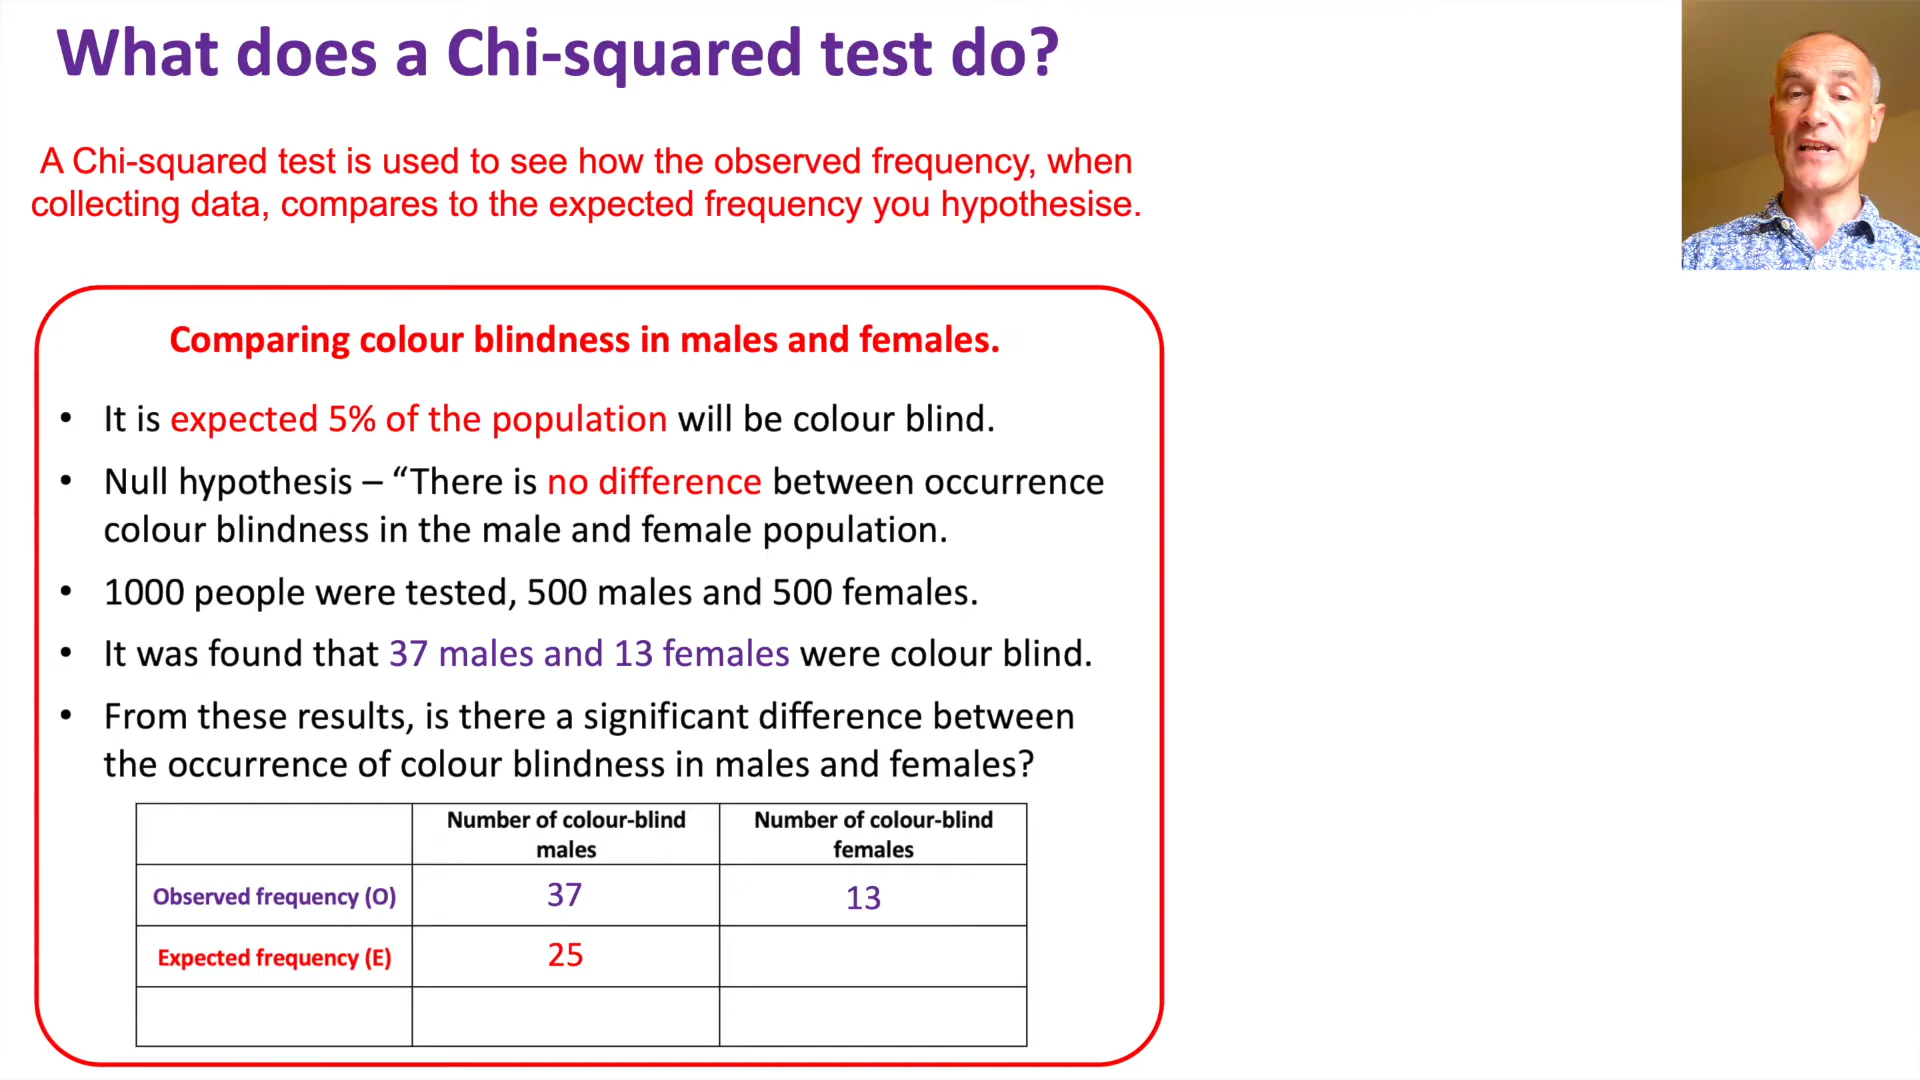 What does a Chi-squared test do?
A Chi-squared test is used to see how the observed frequency, when
collecting data, compares to the expected frequency you hypothesise.
Comparing colour blindness in males and females.
• It is expected 5% of the population will be colour blind.
• Null hypothesis – “There is no difference between occurrence
colour blindness in the male and female population.
• 1000 people were tested, 500 males and 500 females.
• It was found that 37 males and 13 females were colour blind.
• From these results, is there a significant difference between
the occurrence of colour blindness in males and females?
Number of colour-blind
males
Number of colour-blind
females
Observed frequency (O)
37
13
Expected frequency (E)
25